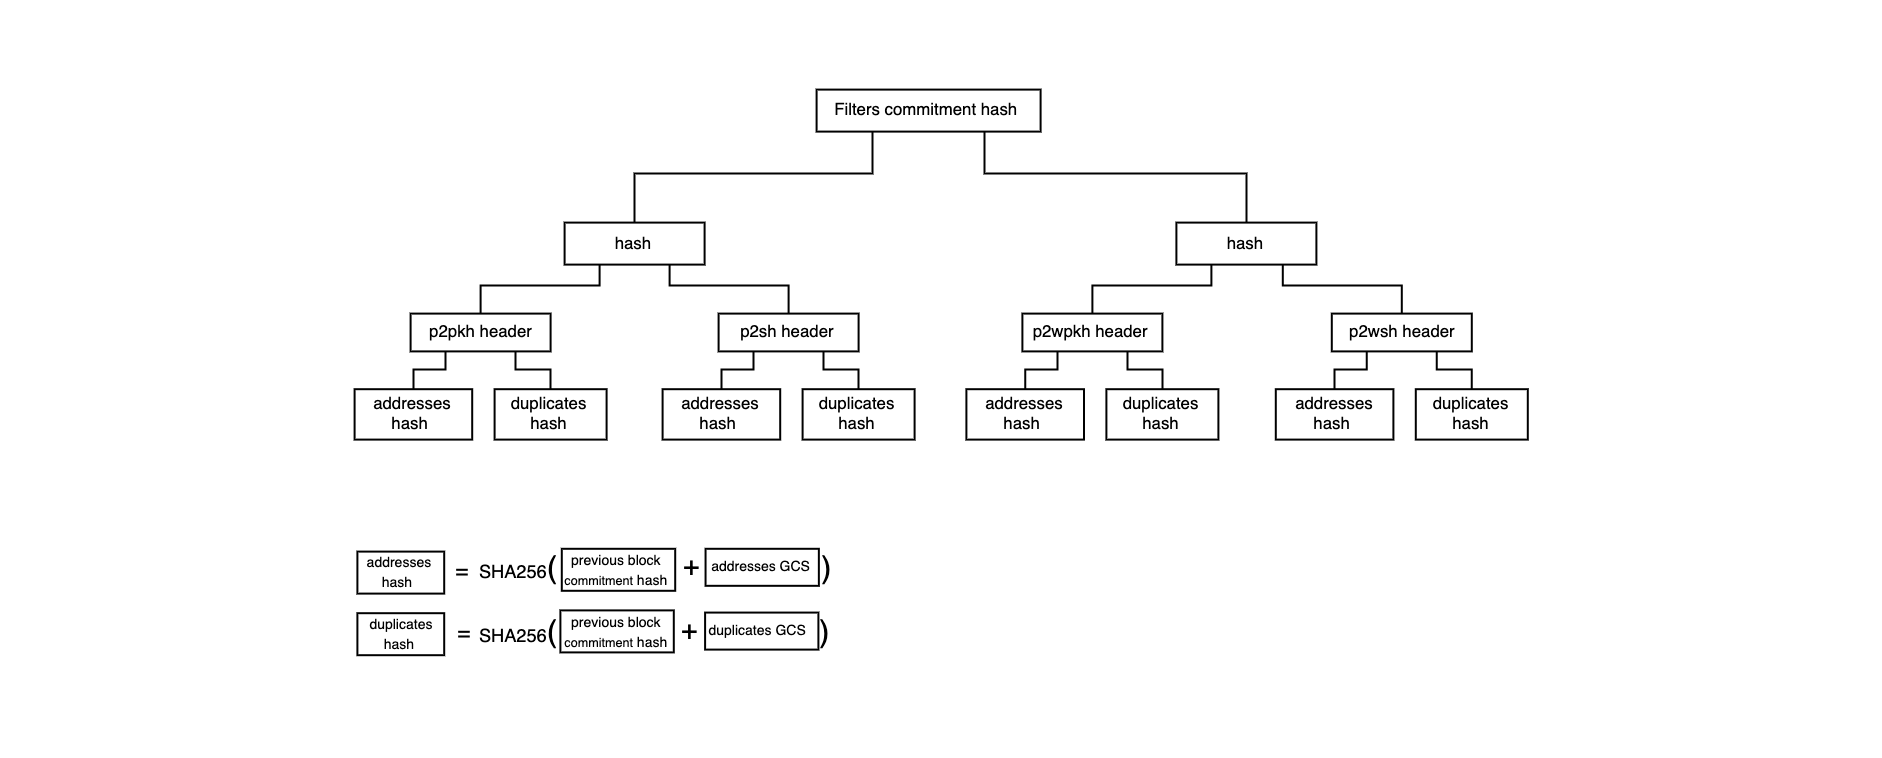 Filters commitment hash
hash
hash
p2pkh header
p2sh header
p2wpkh header
p2wsh header
addresses
hash
duplicates
hash
addresses
hash
duplicates
hash
addresses
hash
duplicates
hash
addresses
hash
duplicates
hash
addresses
hash
= SHA256(
previous block
commitment hash
+
addresses GCS
)
duplicates
hash
= SHA256(
previous block
commitment hash
+
duplicates GCS
)